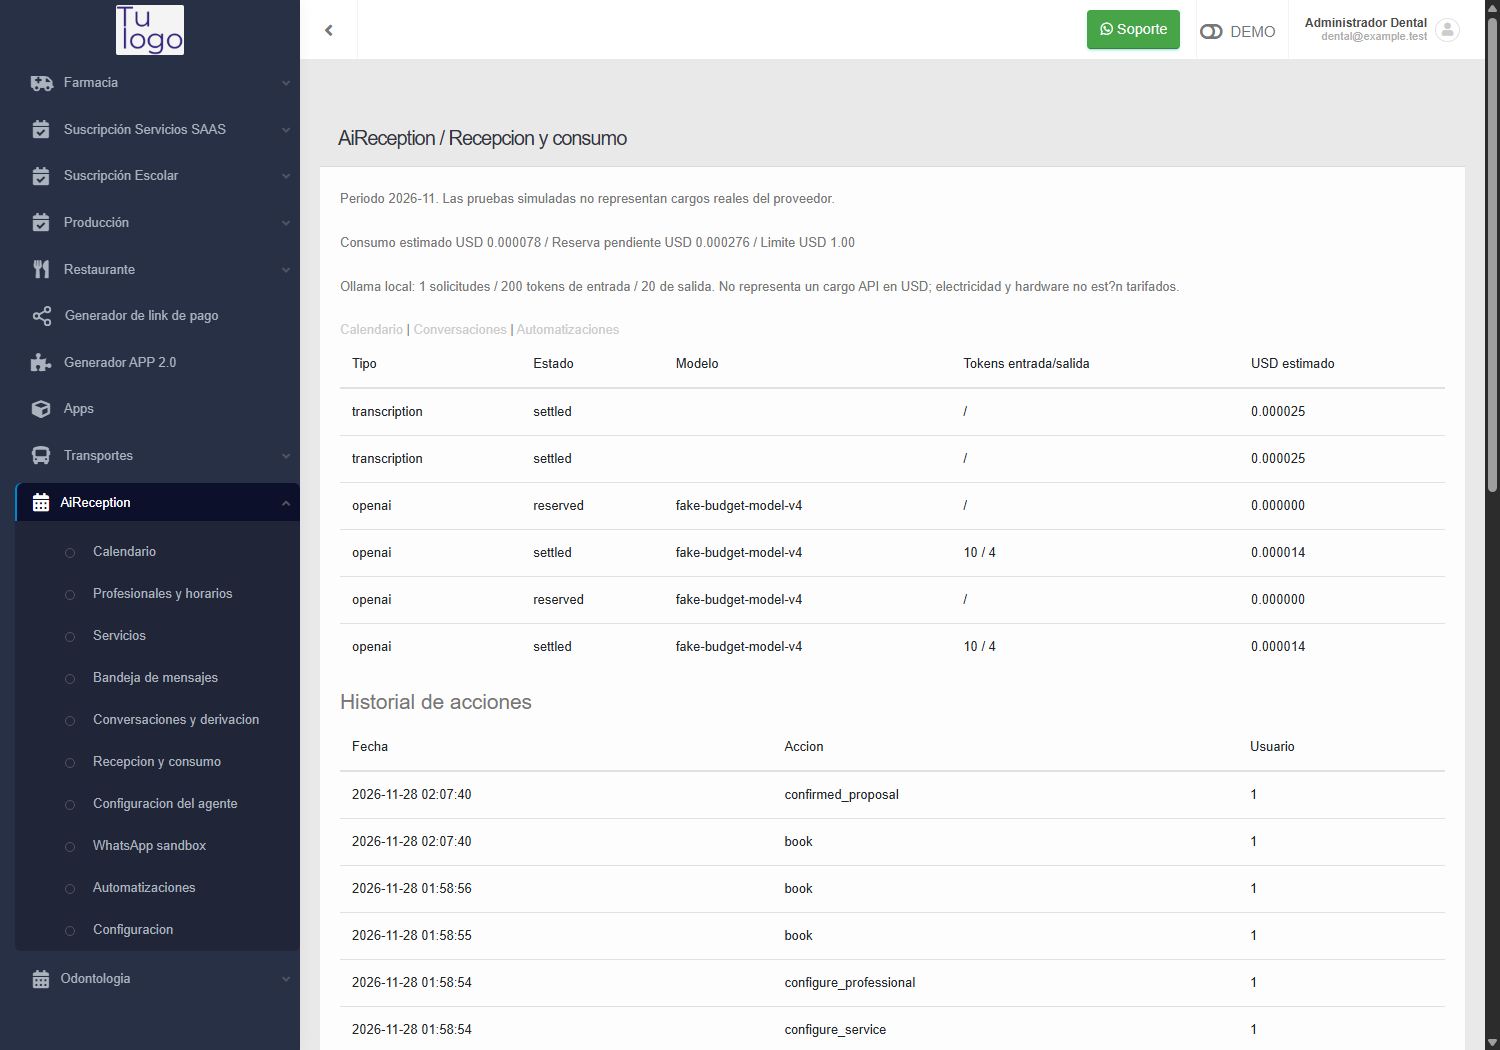 Tu
logo
Soporte
DEMO
Administrador Dental
dental@example.test
Farmacia
Suscripción Servicios SAAS
Suscripción Escolar
Producción
Restaurante
Generador de link de pago
Generador APP 2.0
Apps
Transportes
AiReception
Calendario
Profesionales y horarios
Servicios
Bandeja de mensajes
Conversaciones y derivacion
Recepcion y consumo
Configuracion del agente
WhatsApp sandbox
Automatizaciones
Configuracion
Odontologia
AiReception / Recepcion y consumo
Periodo 2026-11. Las pruebas simuladas no representan cargos reales del proveedor.
Consumo estimado USD 0.000078 / Reserva pendiente USD 0.000276 / Limite USD 1.00
Ollama local: 1 solicitudes / 200 tokens de entrada / 20 de salida. No representa un cargo API en USD; electricidad y hardware no est?n tarifados.
Calendario | Conversaciones | Automatizaciones
Tipo Estado Modelo Tokens entrada/salida USD estimado
transcription settled / 0.000025
transcription settled / 0.000025
openai reserved fake-budget-model-v4 / 0.000000
openai settled fake-budget-model-v4 10 / 4 0.000014
openai reserved fake-budget-model-v4 / 0.000000
openai settled fake-budget-model-v4 10 / 4 0.000014
Historial de acciones
Fecha Accion Usuario
2026-11-28 02:07:40 confirmed_proposal 1
2026-11-28 02:07:40 book 1
2026-11-28 01:58:56 book 1
2026-11-28 01:58:55 book 1
2026-11-28 01:58:54 configure_professional 1
2026-11-28 01:58:54 configure_service 1